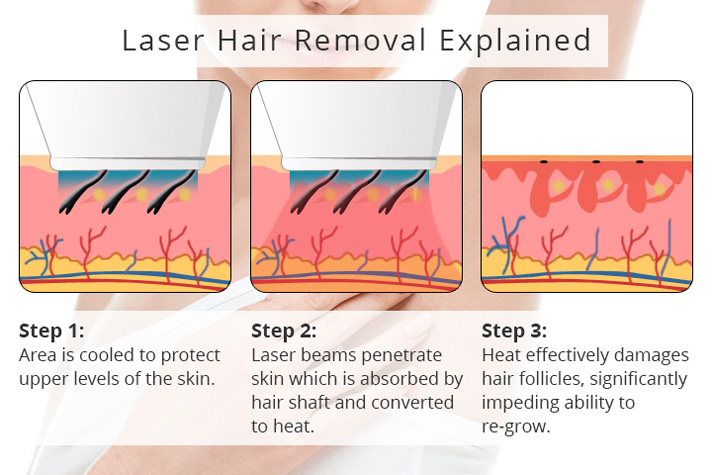 Laser Hair Removal Explained
Step 1:
Area is cooled to protect
upper levels of the skin.
Step 2:
Laser beams penetrate
skin which is absorbed by
hair shaft and converted
to heat.
Step 3:
Heat effectively damages
hair follicles, significantly
impeding ability to
re-grow.